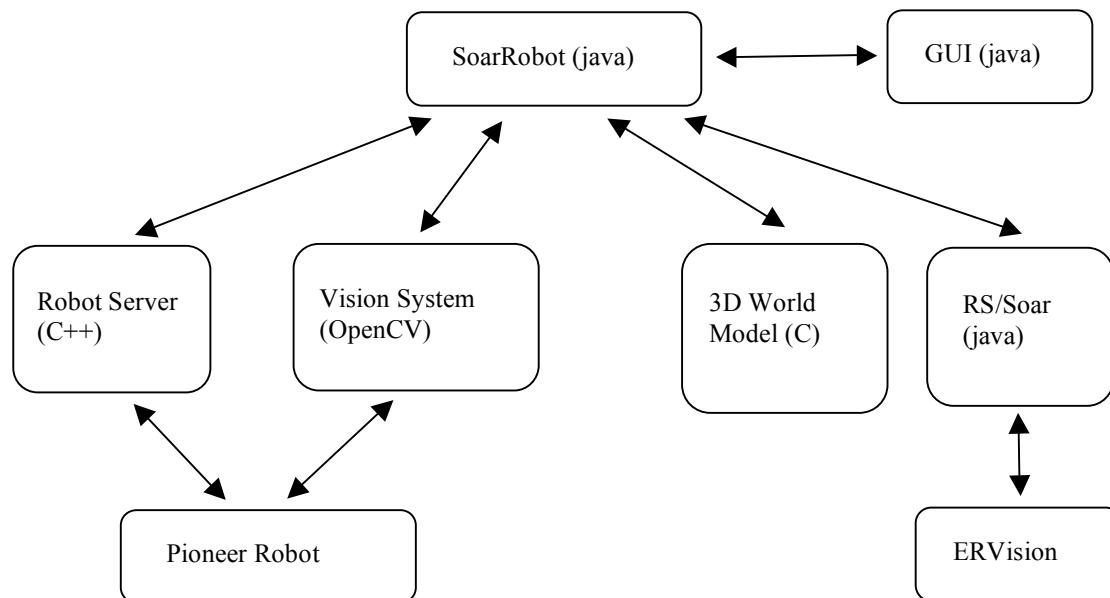 SoarRobot (java)
GUI (java)
Robot Server
(C++)
Vision System
(OpenCV)
3D World
Model (C)
RS/Soar
(java)
Pioneer Robot
ERVision